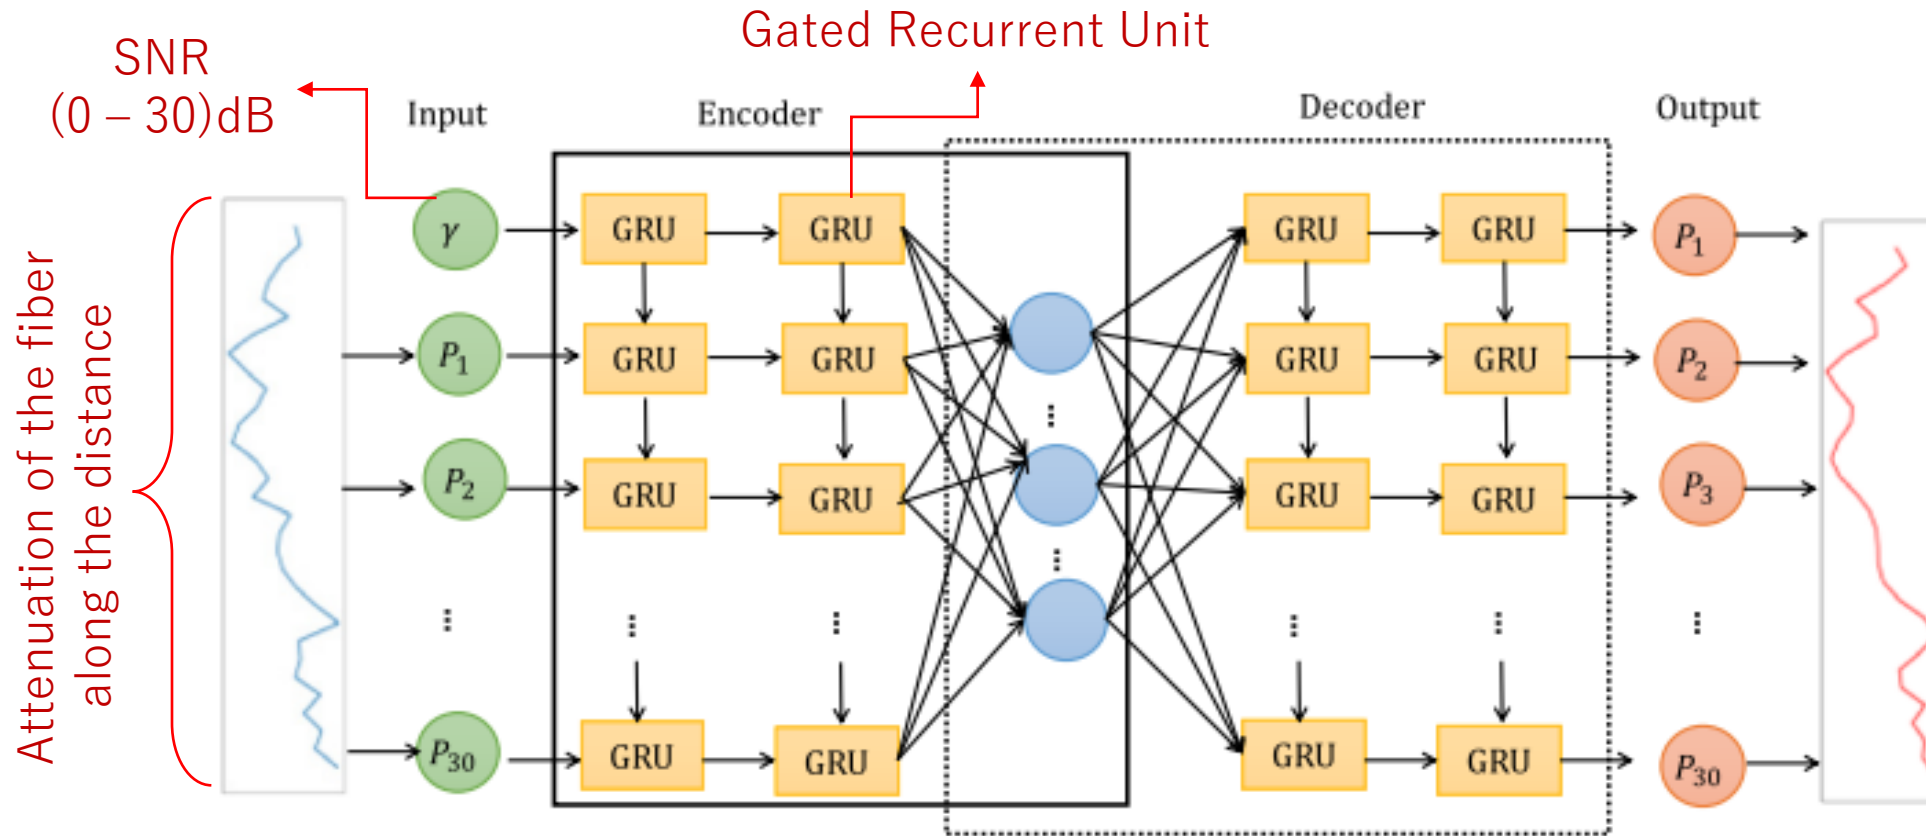 Gated Recurrent Unit
SNR
(0 – 30)dB
Input
Encoder
Decoder
Output
Attenuation of the fiber
along the distance
γ
GRU
GRU
GRU
GRU
P1
P1
GRU
GRU
GRU
GRU
P2
P2
GRU
GRU
GRU
GRU
P3
P30
GRU
GRU
GRU
GRU
P30